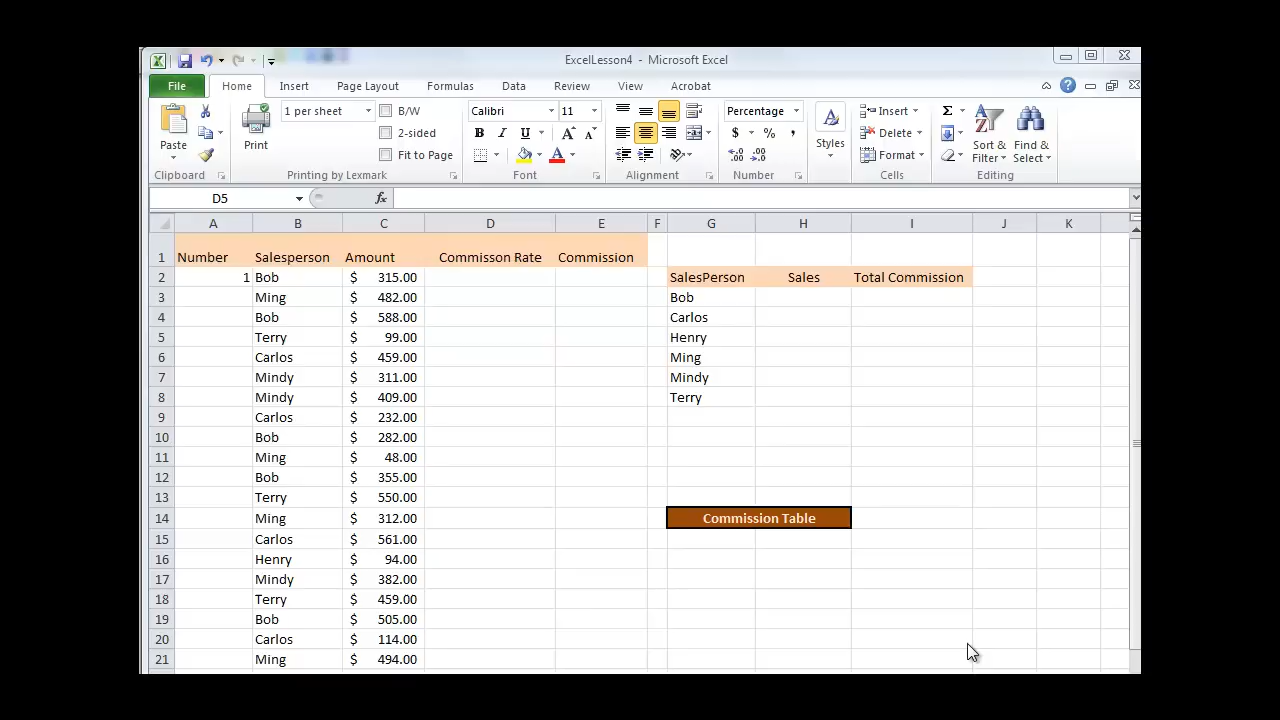 ExcelLesson4 - Microsoft Excel
File Home Insert Page Layout Formulas Data Review View Acrobat
1 per sheet B/W Calibri 11 Percentage Insert Σ
2-sided B I U A A $ % , Delete
Paste Print Fit to Page A Styles Format Sort & Filter Find & Select
Clipboard Printing by Lexmark Font Alignment Number Cells Editing
D5 fx
A B C D E F G H I J K
1 Number Salesperson Amount Commisson Rate Commission
2 1 Bob $ 315.00 SalesPerson Sales Total Commission
3 Ming $ 482.00 Bob
4 Bob $ 588.00 Carlos
5 Terry $ 99.00 Henry
6 Carlos $ 459.00 Ming
7 Mindy $ 311.00 Mindy
8 Mindy $ 409.00 Terry
9 Carlos $ 232.00
10 Bob $ 282.00
11 Ming $ 48.00
12 Bob $ 355.00
13 Terry $ 550.00
14 Ming $ 312.00 Commission Table
15 Carlos $ 561.00
16 Henry $ 94.00
17 Mindy $ 382.00
18 Terry $ 459.00
19 Bob $ 505.00
20 Carlos $ 114.00
21 Ming $ 494.00